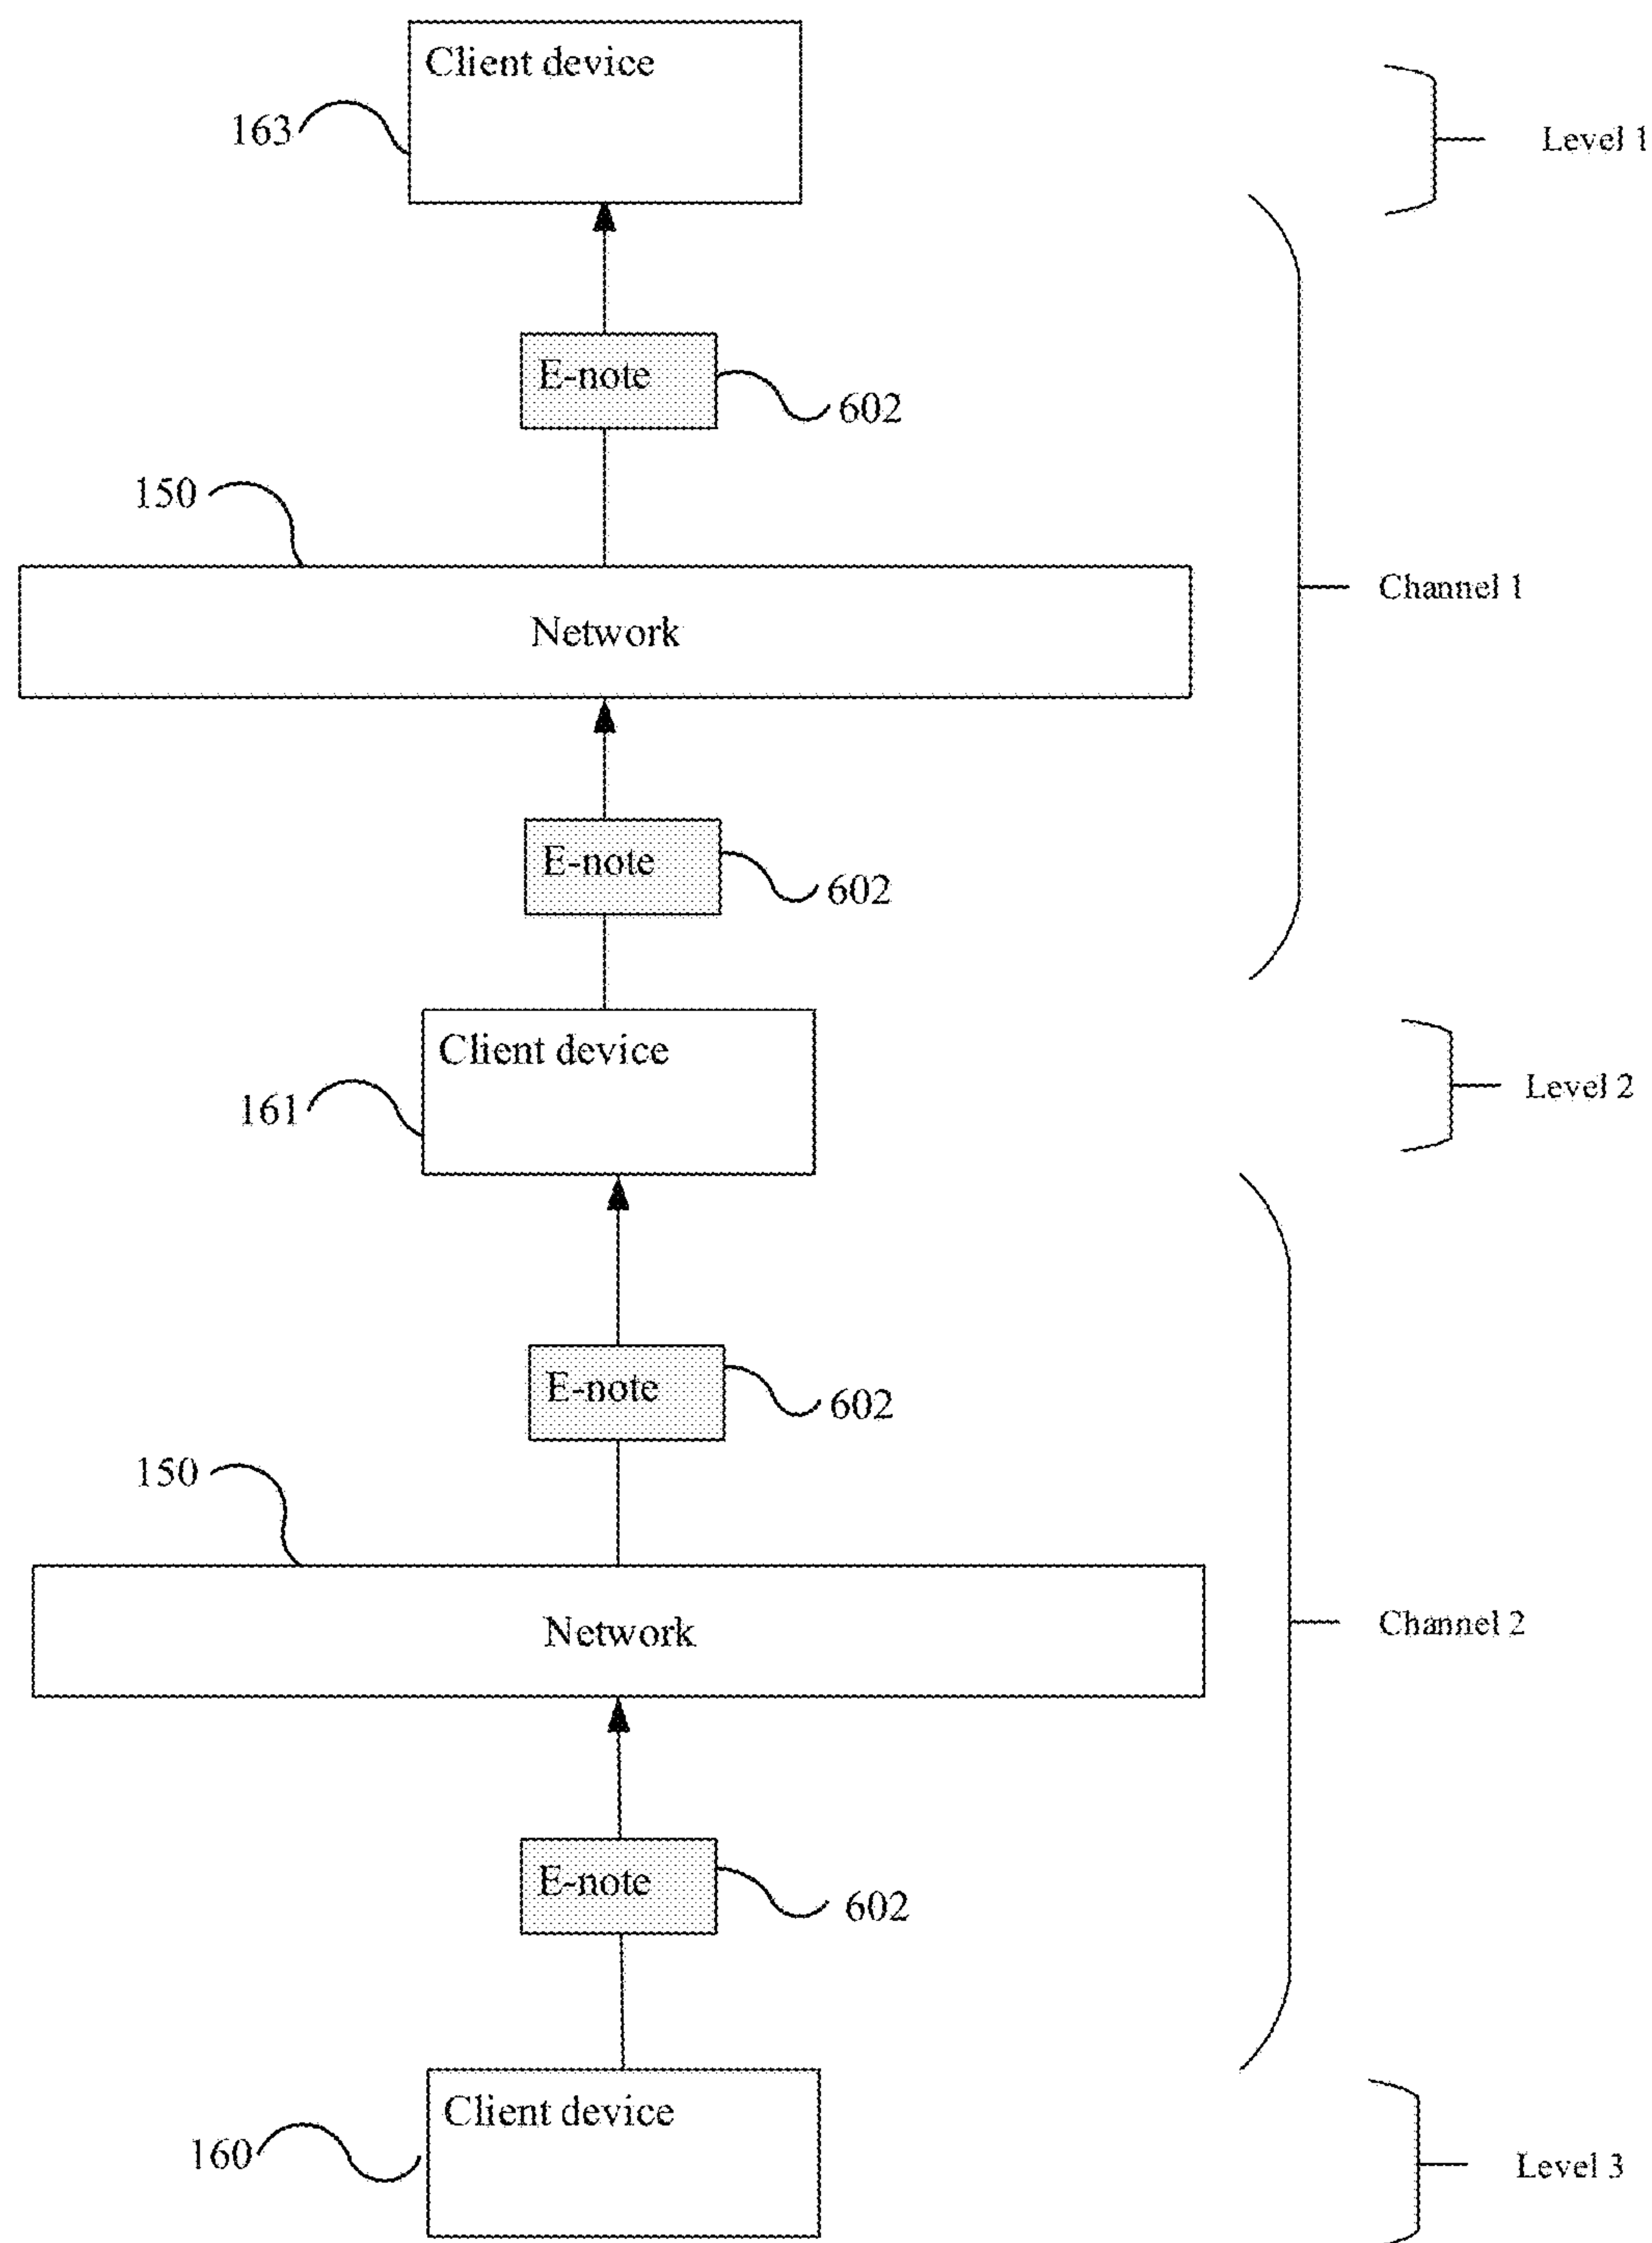 Client device
163
Level 1
E-note
602
150
Network
Channel 1
E-note
602
Client device
161
Level 2
E-note
602
150
Network
Channel 2
E-note
602
Client device
160
Level 3